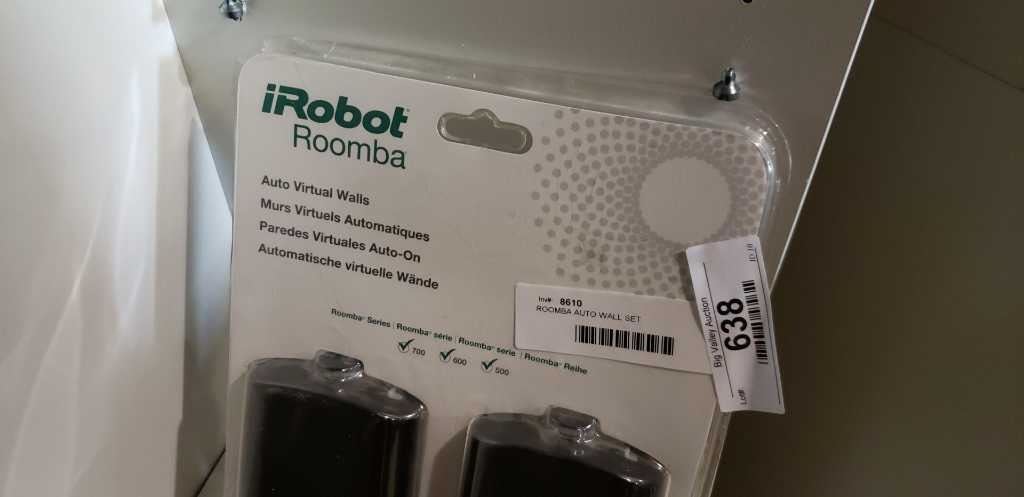 iRobot
Roomba
Auto Virtual Walls
Murs Virtuels Automatiques
Paredes Virtuales Auto-On
Automatische virtuelle Wände
Roomba® Series | Roomba® série | Roomba® serie | Roomba® Reihe
700 600 500
Inv#: 8610
ROOMBA AUTO WALL SET
Big Valley Auction
638
Lot#: